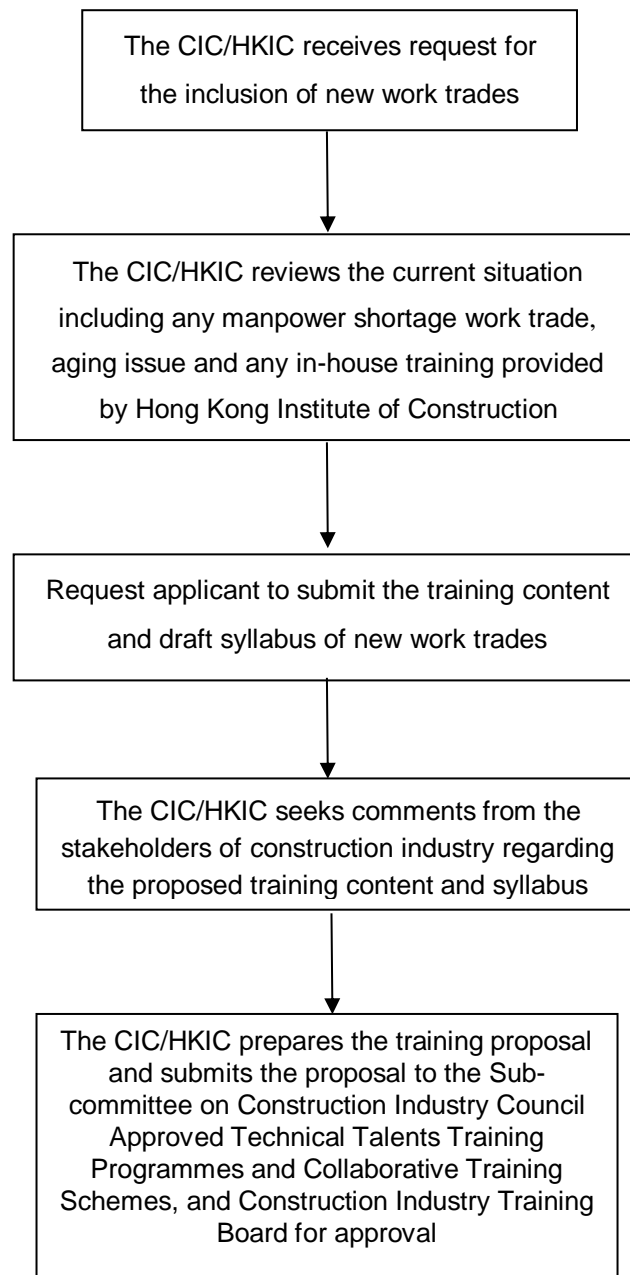 The CIC/HKIC receives request for
the inclusion of new work trades
The CIC/HKIC reviews the current situation
including any manpower shortage work trade,
aging issue and any in-house training provided
by Hong Kong Institute of Construction
Request applicant to submit the training content
and draft syllabus of new work trades
The CIC/HKIC seeks comments from the
stakeholders of construction industry regarding
the proposed training content and syllabus
The CIC/HKIC prepares the training proposal
and submits the proposal to the Sub-
committee on Construction Industry Council
Approved Technical Talents Training
Programmes and Collaborative Training
Schemes, and Construction Industry Training
Board for approval